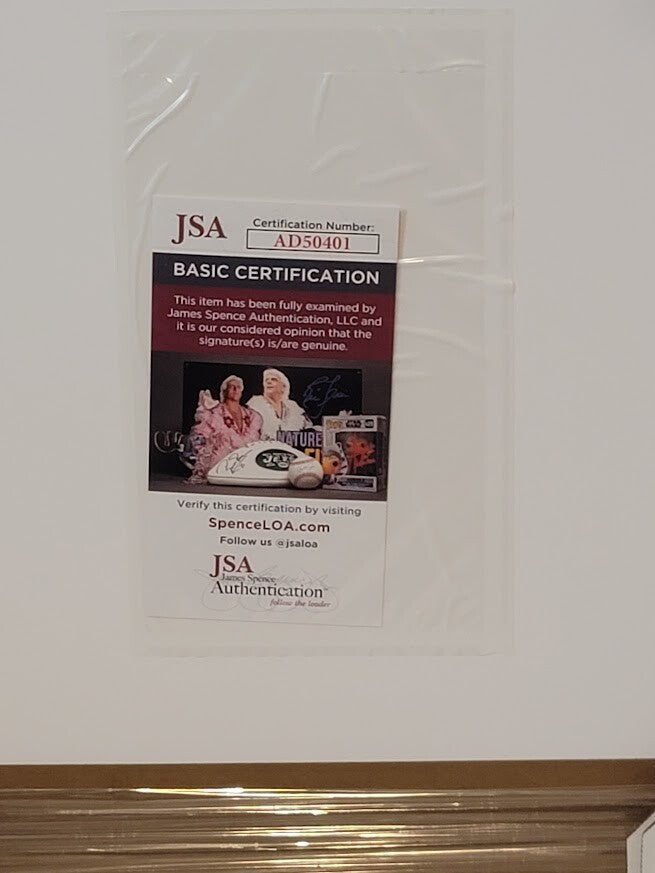 JSA
Certification Number:
AD50401
BASIC CERTIFICATION
This item has been fully examined by
James Spence Authentication, LLC and
it is our considered opinion that the
signature(s) is/are genuine.
NATURE
JETS
Verify this certification by visiting
SpenceLOA.com
Follow us @jsaloa
JSA
James Spence
Authentication
follow the leader